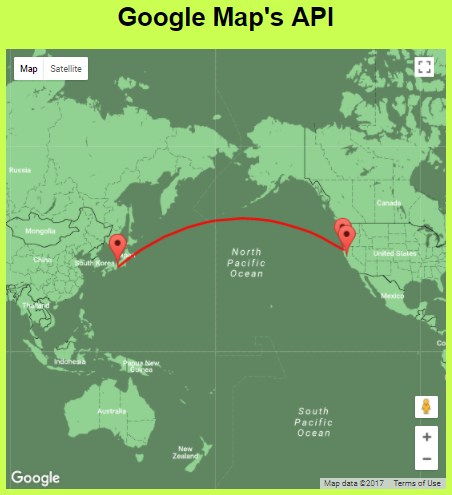 Google Map's API
Map
Satellite
Russia
Canada
Mongolia
North
Pacific
Ocean
United States
China
South Korea
Mexico
Thailand
Indonesia
Papua New
Guinea
Australia
South
Pacific
Ocean
New
Zealand
+
−
Google
Map data ©2017
Terms of Use